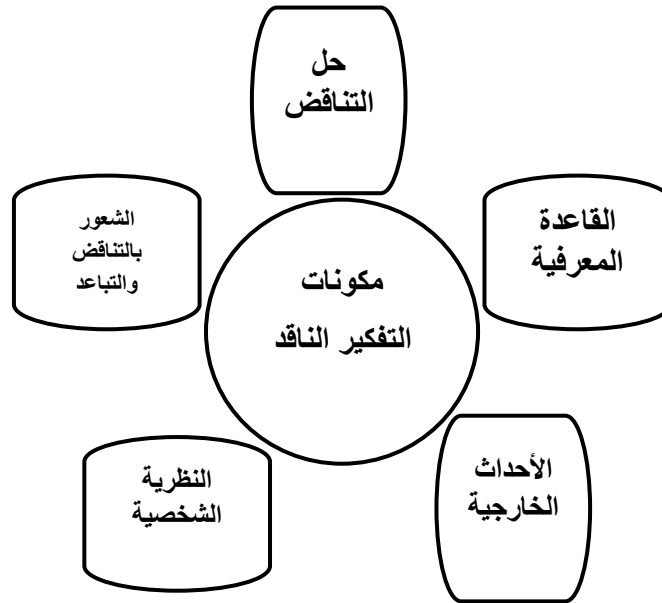 حل
التناقض
القاعدة
المعرفية
الشعور
بالتناقض
والتباعد
مكونات
التفكير الناقد
الأحداث
الخارجية
النظرية
الشخصية